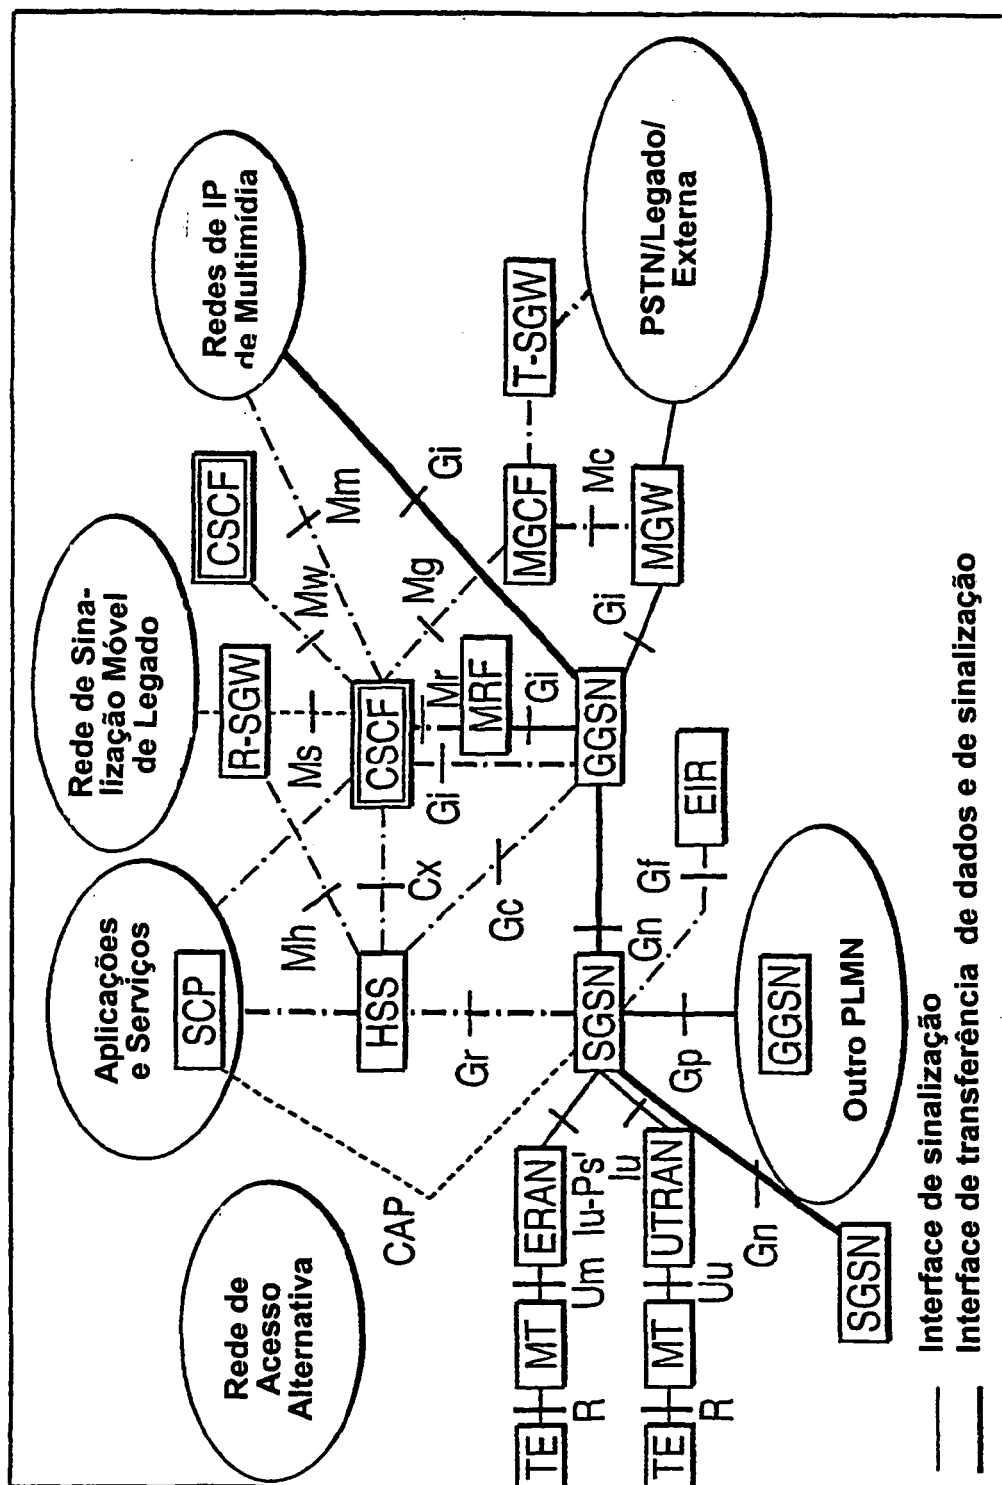 Rede de
Acesso
Alternativa
Aplicações
e Serviços
SCP
Rede de Sina-
lização Móvel
de Legado
Redes de IP
de Multimídia
CAP
Mh
R-SGW
Ms
CSCF
Mw
Mm
HSS
Cx
CSCF
Gi
Mr
Mg
Gi
Gr
Gc
MRF
Gi
MGCF
T-SGW
Mc
TE
R
MT
Um
ERAN
Iu-Ps'
SGSN
Gn
GGSN
Gi
MGW
PSTN/Legado/
Externa
TE
R
MT
Uu
UTRAN
Iu
Gp
Gf
EIR
Gn
SGSN
GGSN
Outro PLMN
Interface de sinalização
Interface de transferência de dados e de sinalização